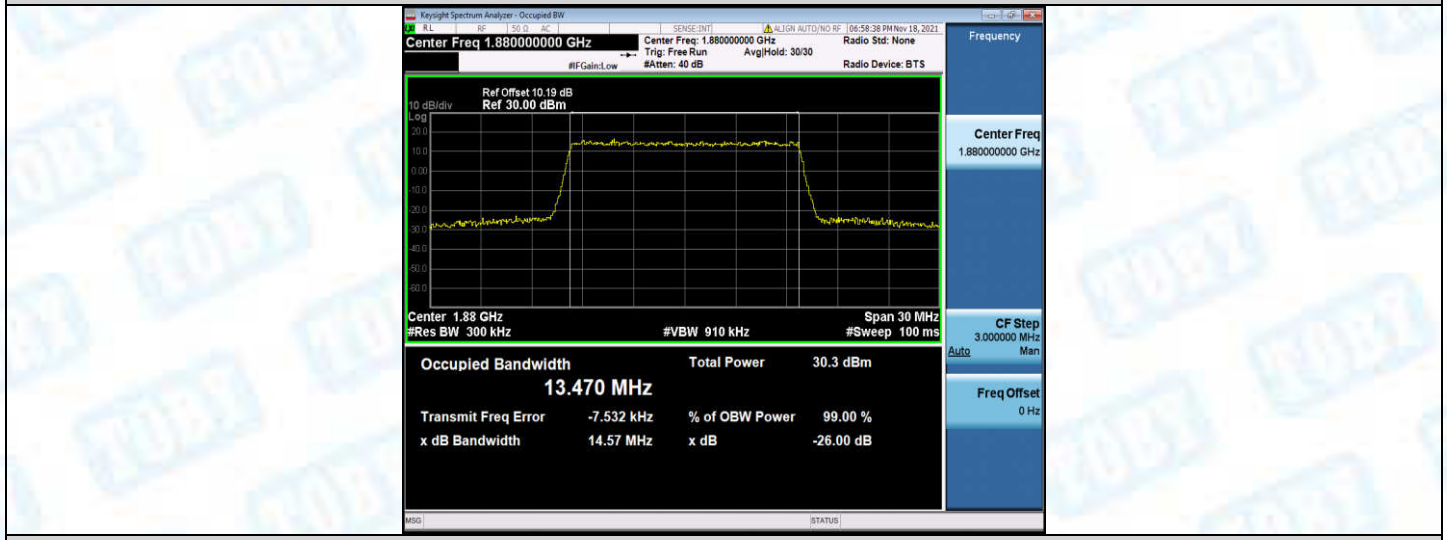 Keysight Spectrum Analyzer - Occupied BW
RL RF 50 Ω AC SENSE:INT ALIGN AUTO/NO RF 06:58:38 PM Nov 18, 2021
Center Freq 1.880000000 GHz
Center Freq: 1.880000000 GHz Radio Std: None
Trig: Free Run Avg|Hold: 30/30
#IFGain:Low #Atten: 40 dB Radio Device: BTS
Frequency
Ref Offset 10.19 dB
10 dB/div Ref 30.00 dBm
Log
20.0
10.0
0.00
-10.0
-20.0
-30.0
-40.0
-50.0
-60.0
Center Freq
1.880000000 GHz
Center 1.88 GHz Span 30 MHz
#Res BW 300 kHz #VBW 910 kHz #Sweep 100 ms
CF Step
3.000000 MHz
Auto Man
Occupied Bandwidth Total Power 30.3 dBm
13.470 MHz
Transmit Freq Error -7.532 kHz % of OBW Power 99.00 %
x dB Bandwidth 14.57 MHz x dB -26.00 dB
Freq Offset
0 Hz
MSG STATUS